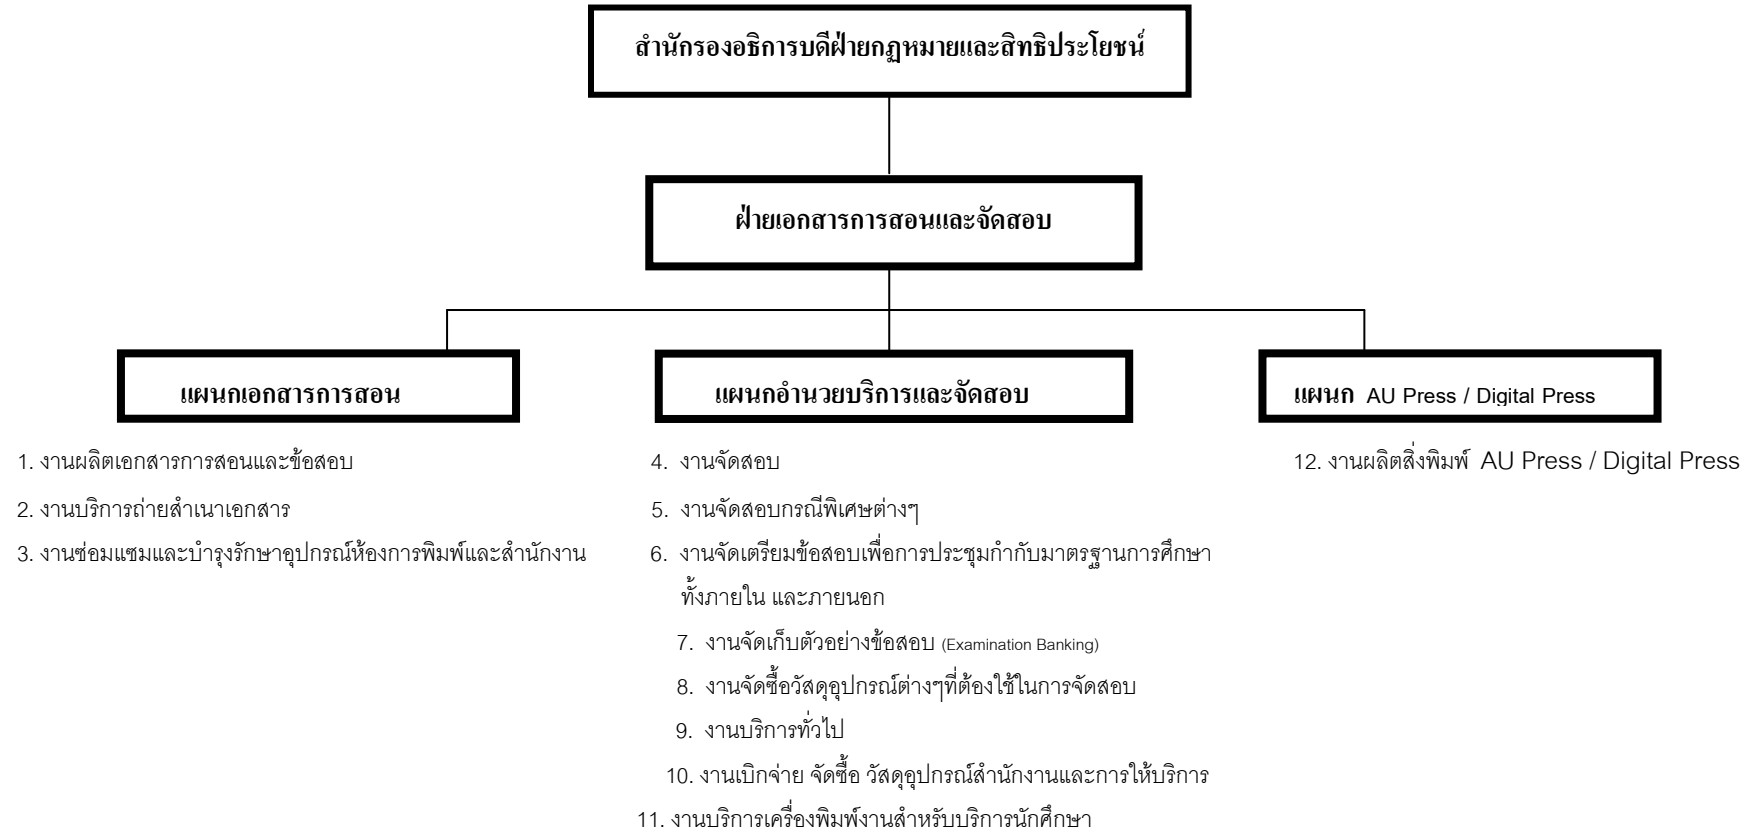 สำนักรองอธิการบดีฝ่ายกฎหมายและสิทธิประโยชน์
ฝ่ายเอกสารการสอนและจัดสอบ
แผนกเอกสารการสอน
แผนกอำนวยบริการและจัดสอบ
แผนก AU Press / Digital Press
1. งานผลิตเอกสารการสอนและข้อสอบ
2. งานบริการถ่ายสำเนาเอกสาร
3. งานซ่อมแซมและบำรุงรักษาอุปกรณ์ห้องการพิมพ์และสำนักงาน
4. งานจัดสอบ
5. งานจัดสอบกรณีพิเศษต่างๆ
6. งานจัดเตรียมข้อสอบเพื่อการประชุมกำกับมาตรฐานการศึกษา
ทั้งภายใน และภายนอก
7. งานจัดเก็บตัวอย่างข้อสอบ (Examination Banking)
8. งานจัดซื้อวัสดุอุปกรณ์ต่างๆที่ต้องใช้ในการจัดสอบ
9. งานบริการทั่วไป
10. งานเบิกจ่าย จัดซื้อ วัสดุอุปกรณ์สำนักงานและการให้บริการ
11. งานบริการเครื่องพิมพ์งานสำหรับบริการนักศึกษา
12. งานผลิตสิ่งพิมพ์ AU Press / Digital Press